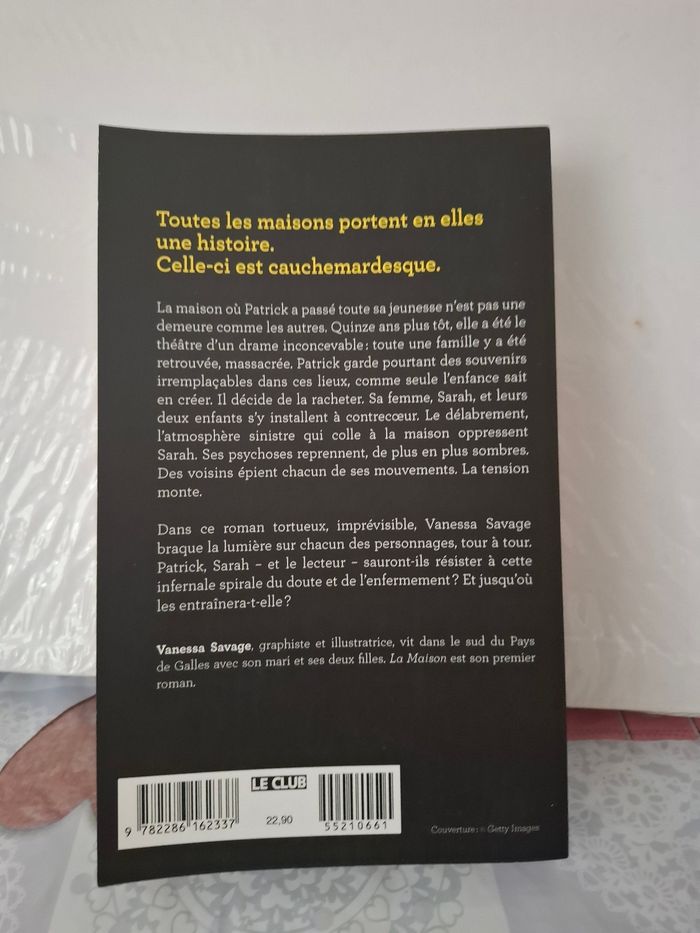 Toutes les maisons portent en elles
une histoire.
Celle-ci est cauchemardesque.
La maison où Patrick a passé toute sa jeunesse n'est pas une
demeure comme les autres. Quinze ans plus tôt, elle a été le
théâtre d'un drame inconcevable : toute une famille y a été
retrouvée, massacrée. Patrick garde pourtant des souvenirs
irremplaçables dans ces lieux, comme seule l'enfance sait
en créer. Il décide de la racheter. Sa femme, Sarah, et leurs
deux enfants s'y installent à contrecœur. Le délabrement,
l'atmosphère sinistre qui colle à la maison oppressent
Sarah. Ses psychoses reprennent, de plus en plus sombres.
Des voisins épient chacun de ses mouvements. La tension
monte.
Dans ce roman tortueux, imprévisible, Vanessa Savage
braque la lumière sur chacun des personnages, tour à tour.
Patrick, Sarah – et le lecteur – sauront-ils résister à cette
infernale spirale du doute et de l'enfermement ? Et jusqu'où
les entraînera-t-elle ?
Vanessa Savage, graphiste et illustratrice, vit dans le sud du Pays
de Galles avec son mari et ses deux filles. La Maison est son premier
roman.
LE CLUB
9 782286 162337
22,90
55210661
Couverture : © Getty Images